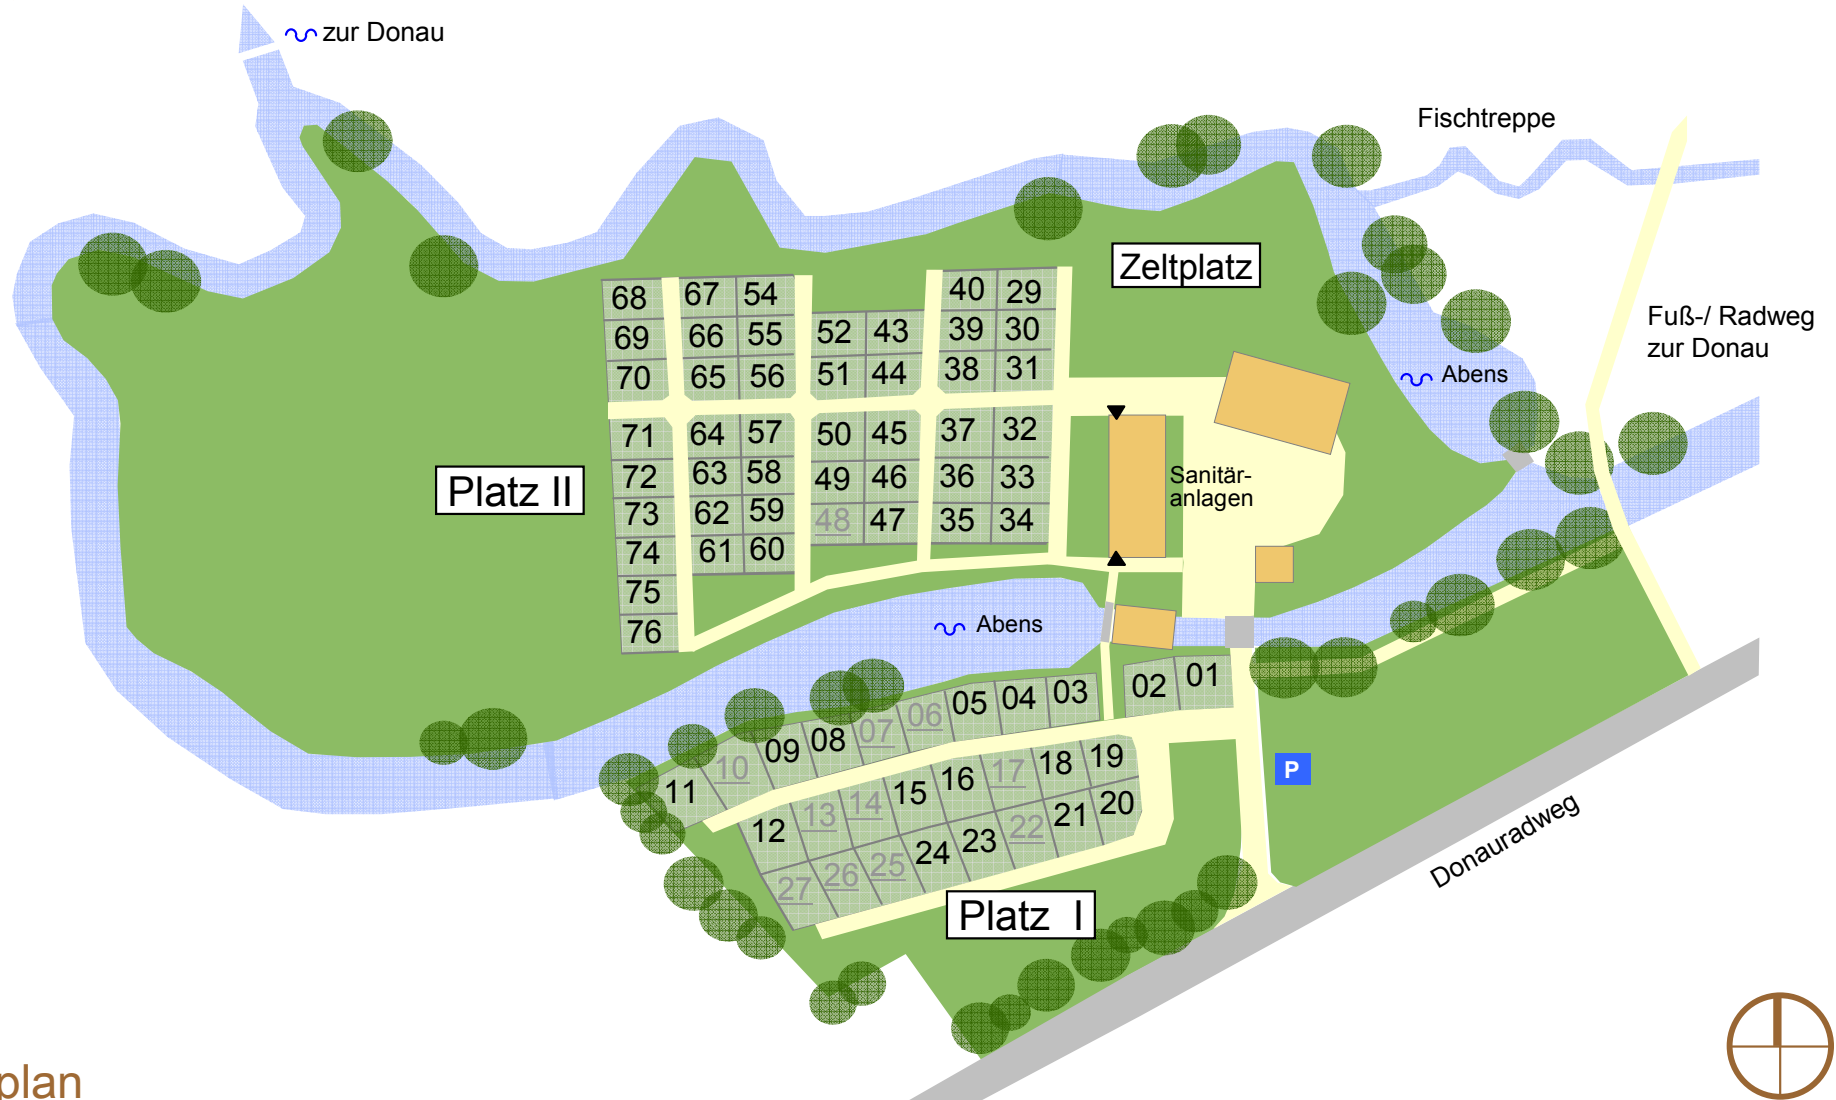 zur Donau
Fischtreppe
Zeltplatz
Fuß-/ Radweg
zur Donau
Abens
68 67 54 40 29
69 66 55 52 43 39 30
70 65 56 51 44 38 31
71 64 57 50 45 37 32
72 63 58 49 46 36 33
73 62 59 48 47 35 34
74 61 60
75
76
Platz II
Sanitär-
anlagen
Abens
11 10 09 08 07 06 05 04 03 02 01
12 13 14 15 16 17 18 19
27 26 25 24 23 22 21 20
P
Donauradweg
Platz I
plan